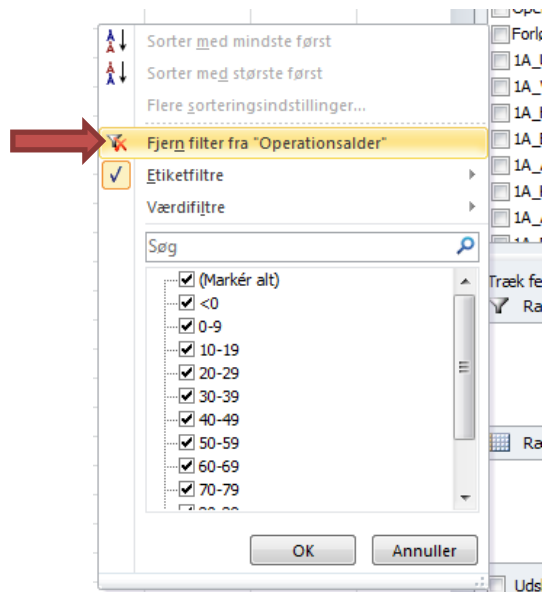 Sorter med mindste først
Sorter med største først
Flere sorteringsindstillinger...
Fjern filter fra "Operationsalder"
Etiketfiltre
Værdifiltre
Søg
(Markér alt)
<0
0-9
10-19
20-29
30-39
40-49
50-59
60-69
70-79
OK
Annuller
Forlø
1A_
1A_
1A_
1A_
1A_
1A_
1A_
Træk fe
Ra
Ræ
Uds